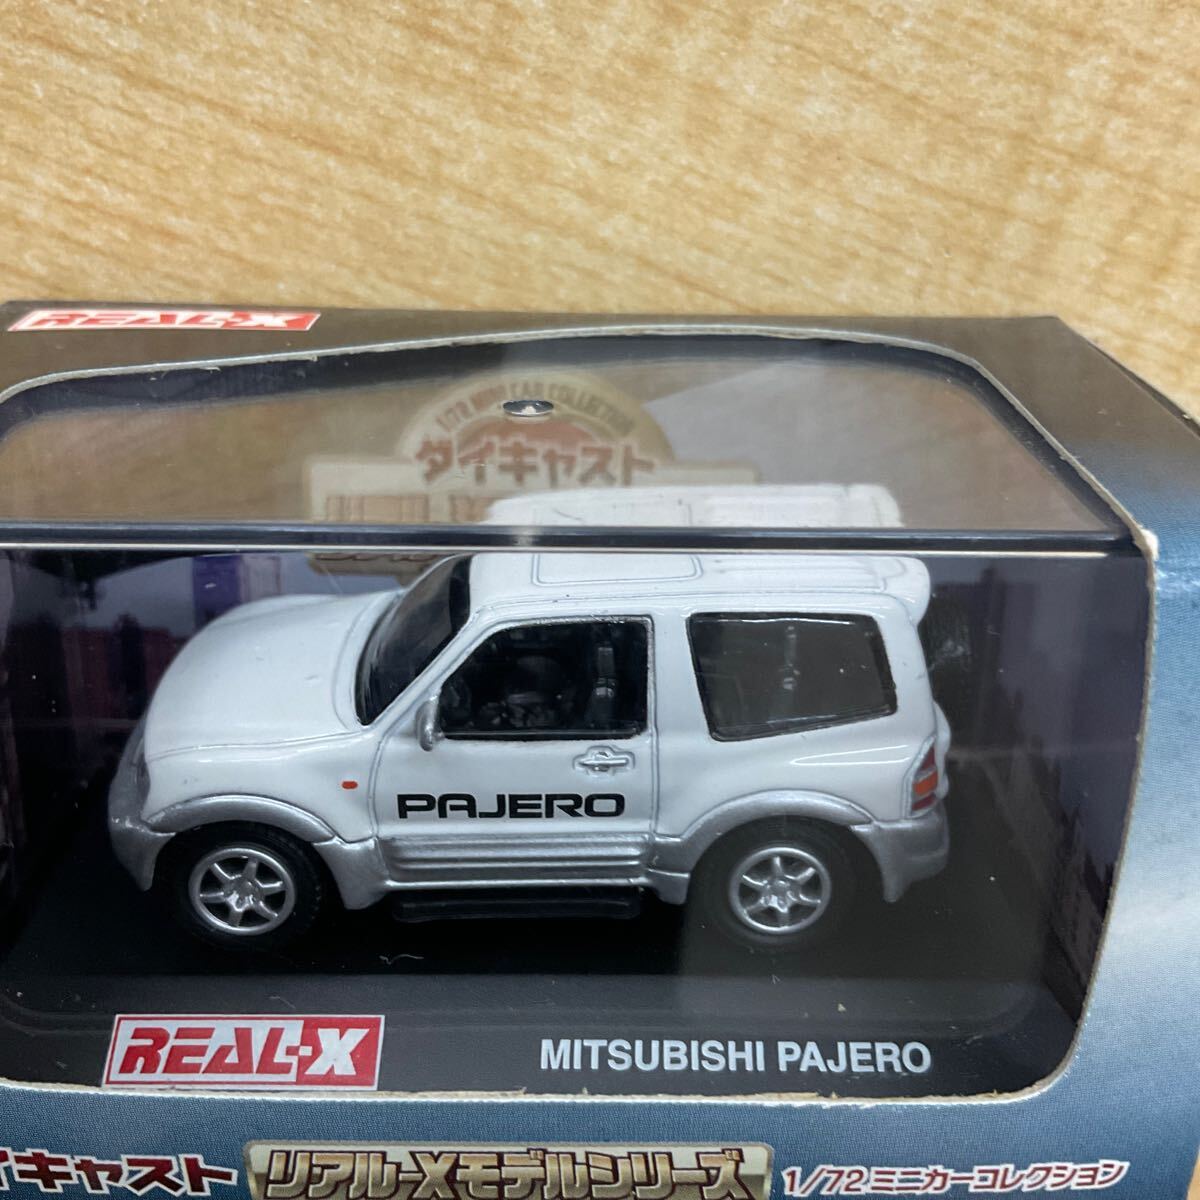 REAL-X
1/72 MINI CAR COLLECTION
ダイキャスト
PAJERO
REAL-X
MITSUBISHI PAJERO
イキャスト リアル-Xモデルシリーズ 1/72ミニカーコレクション